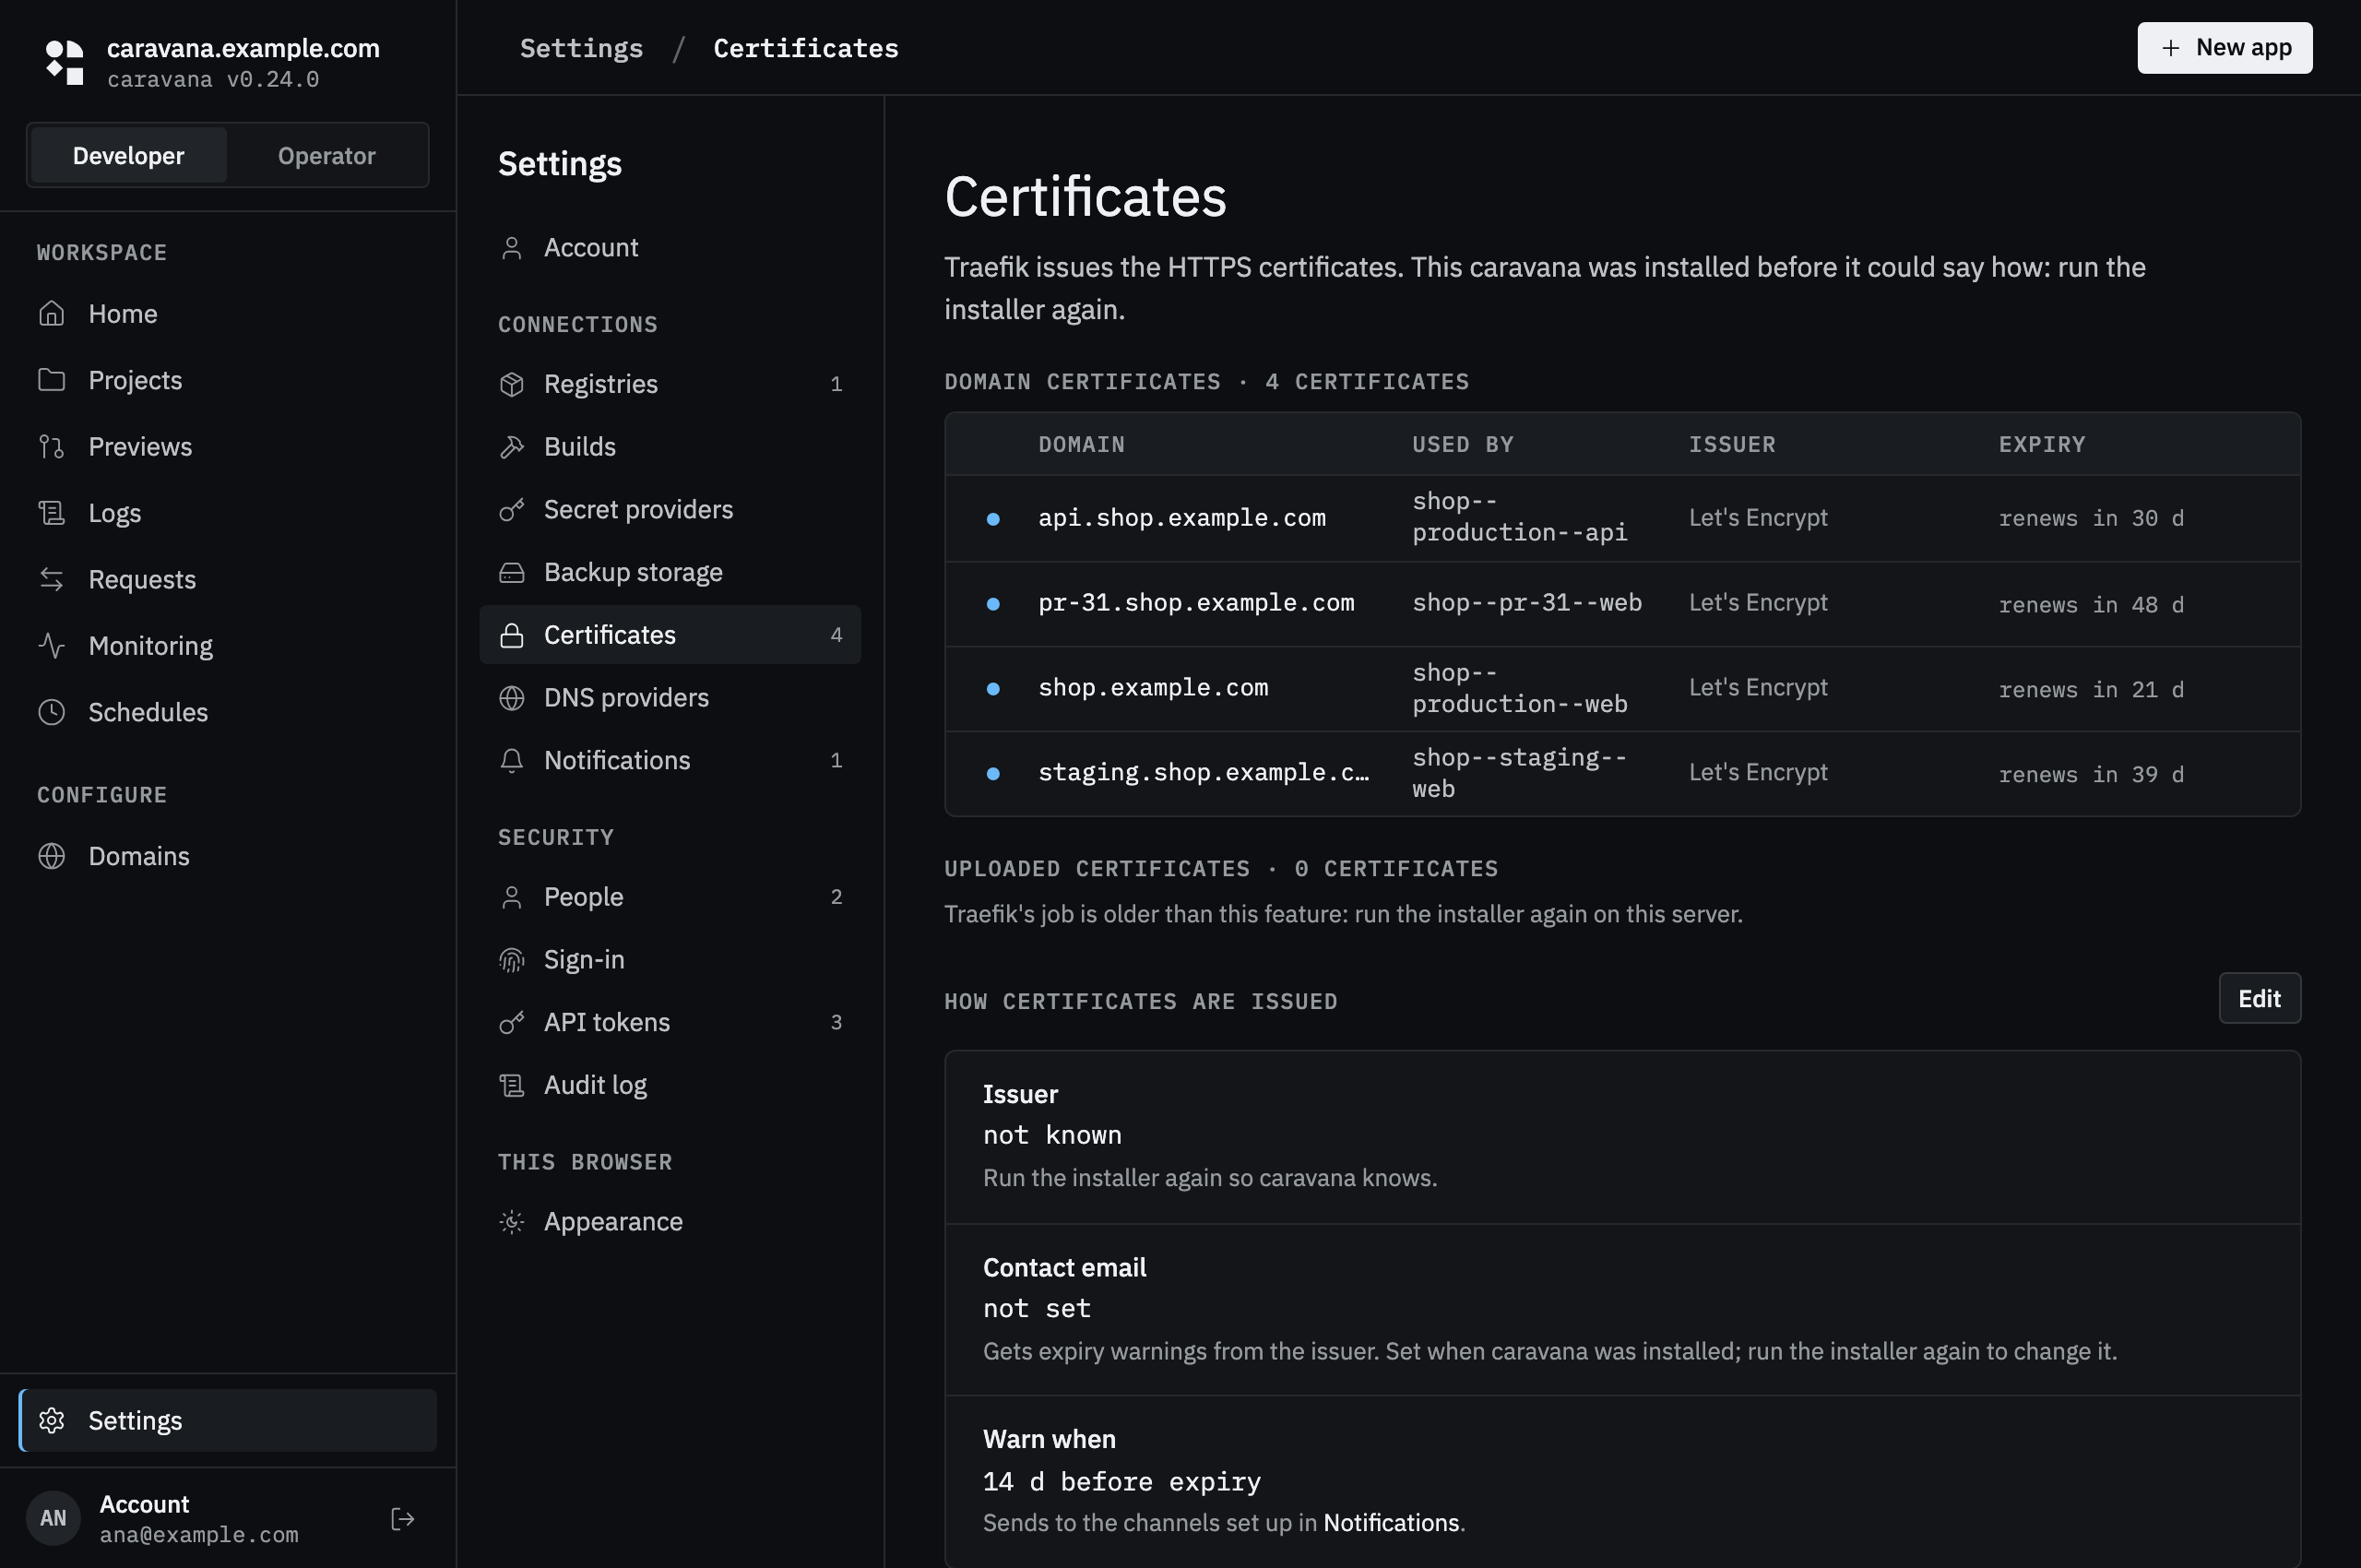 caravana.example.com
caravana v0.24.0
Developer
Operator
WORKSPACE
Home
Projects
Previews
Logs
Requests
Monitoring
Schedules
CONFIGURE
Domains
Settings
AN
Account
ana@example.com
Settings / Certificates
+ New app
Settings
Account
CONNECTIONS
Registries 1
Builds
Secret providers
Backup storage
Certificates 4
DNS providers
Notifications 1
SECURITY
People 2
Sign-in
API tokens 3
Audit log
THIS BROWSER
Appearance
Certificates
Traefik issues the HTTPS certificates. This caravana was installed before it could say how: run the
installer again.
DOMAIN CERTIFICATES · 4 CERTIFICATES
DOMAIN USED BY ISSUER EXPIRY
api.shop.example.com shop--
production--api Let's Encrypt renews in 30 d
pr-31.shop.example.com shop--pr-31--web Let's Encrypt renews in 48 d
shop.example.com shop--
production--web Let's Encrypt renews in 21 d
staging.shop.example.c… shop--staging--
web Let's Encrypt renews in 39 d
UPLOADED CERTIFICATES · 0 CERTIFICATES
Traefik's job is older than this feature: run the installer again on this server.
HOW CERTIFICATES ARE ISSUED
Edit
Issuer
not known
Run the installer again so caravana knows.
Contact email
not set
Gets expiry warnings from the issuer. Set when caravana was installed; run the installer again to change it.
Warn when
14 d before expiry
Sends to the channels set up in Notifications.